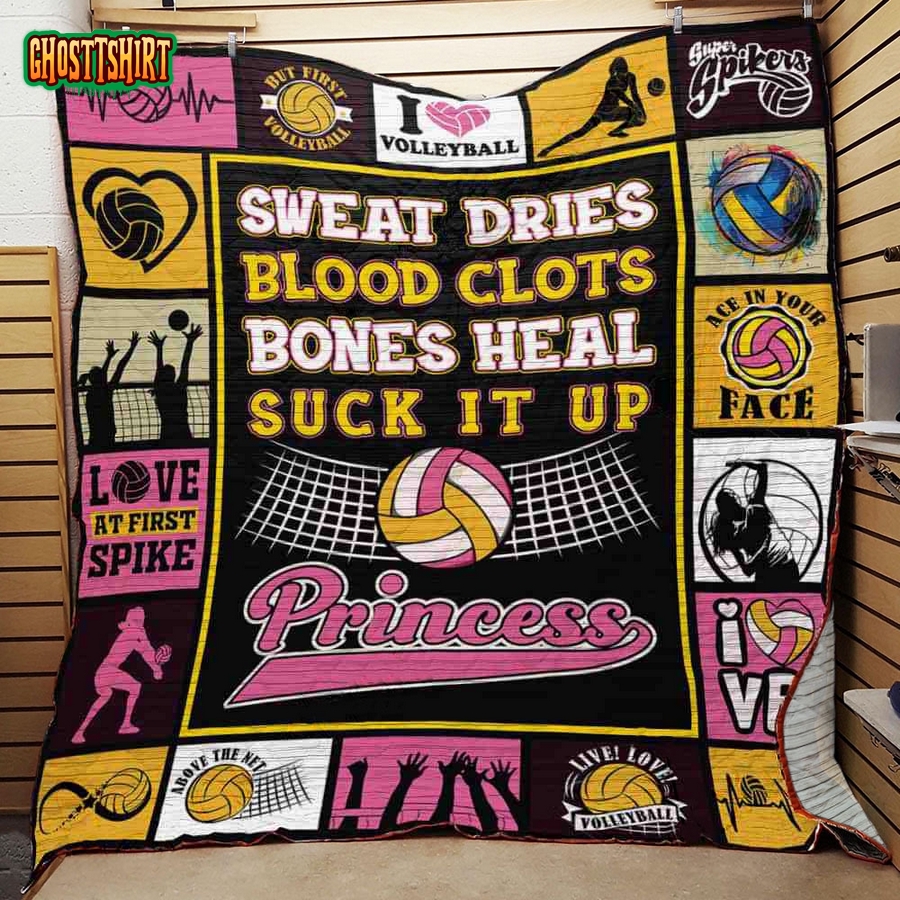 GHOSTTSHIRT
BUT FIRST
VOLLEYBALL
I
VOLLEYBALL
Super
Spikers
SWEAT DRIES
BLOOD CLOTS
BONES HEAL
SUCK IT UP
Princess
ACE IN YOUR
FACE
LOVE
AT FIRST
SPIKE
i
ABOVE THE NET
LIVE! LOVE!
VOLLEYBALL